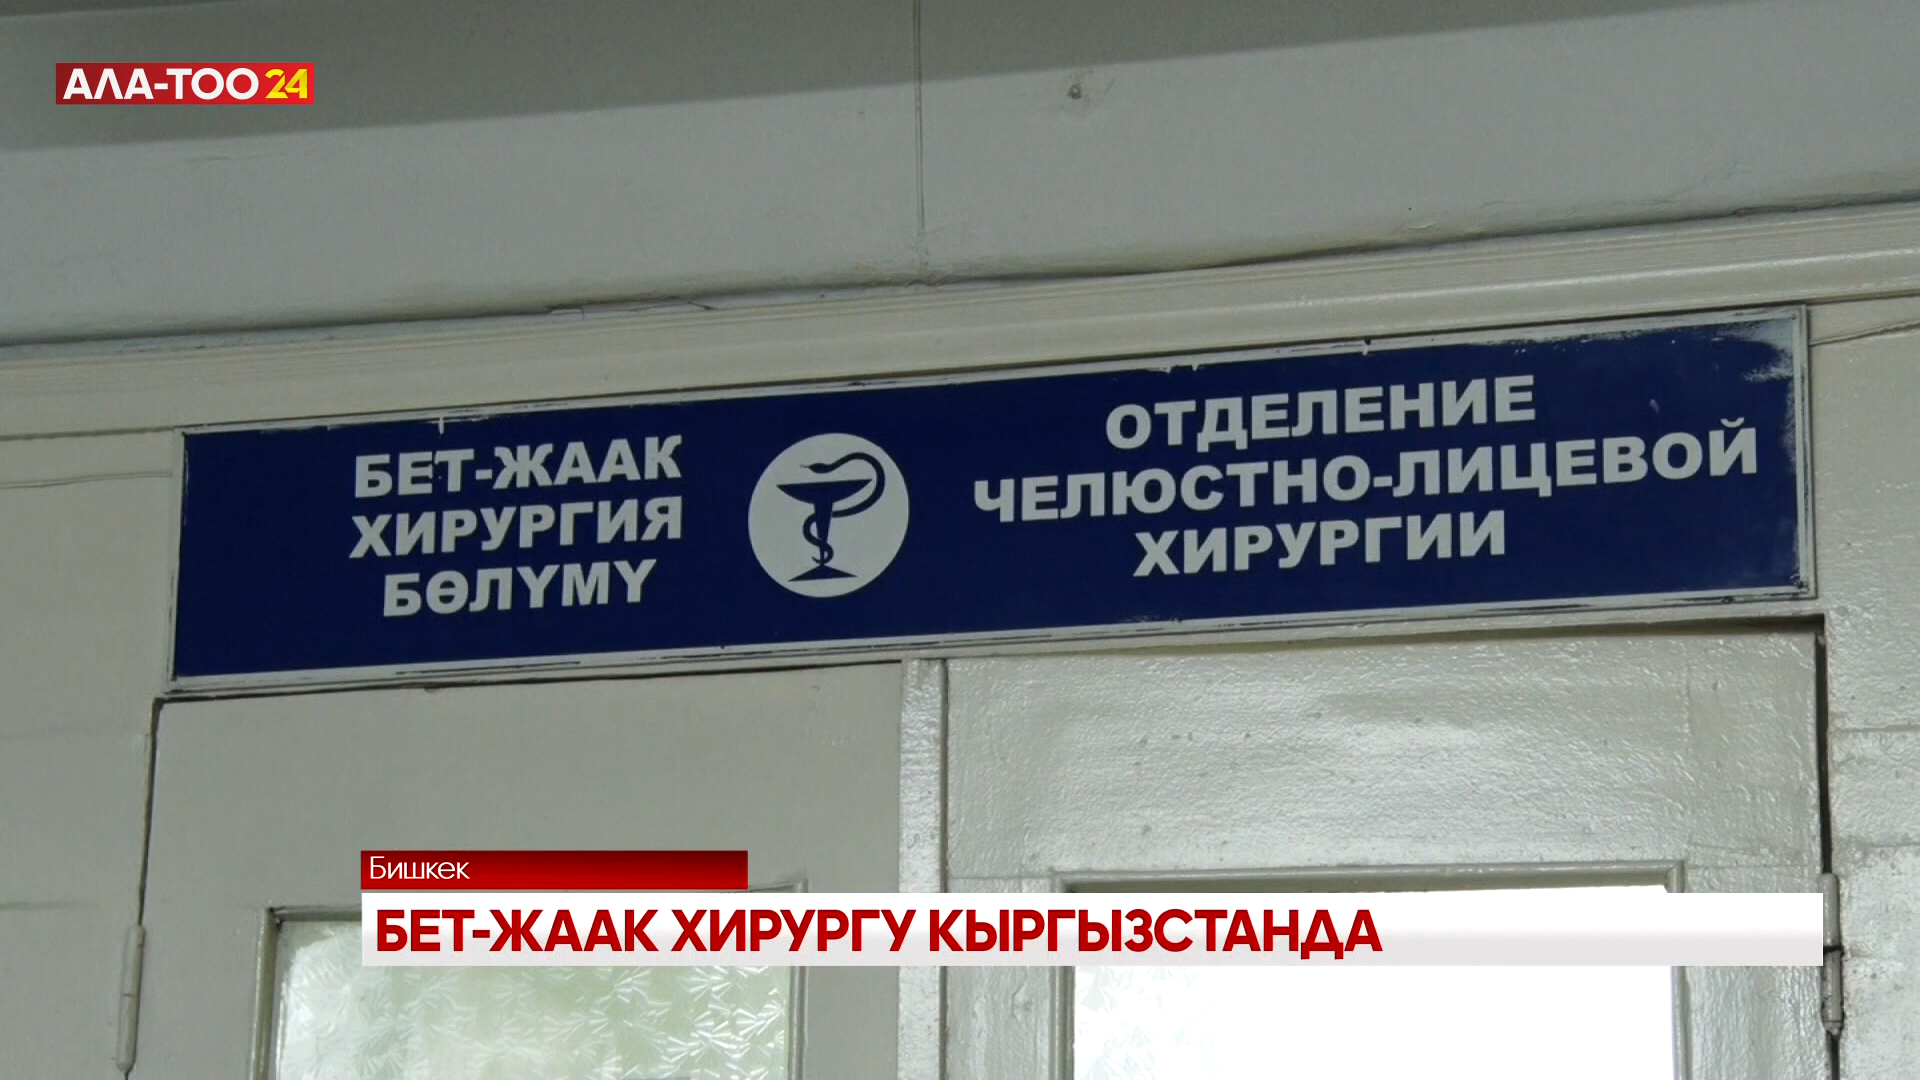 АЛА-ТОО 24
БЕТ-ЖААК
ХИРУРГИЯ
БӨЛҮМҮ
ОТДЕЛЕНИЕ
ЧЕЛЮСТНО-ЛИЦЕВОЙ
ХИРУРГИИ
Бишкек
БЕТ-ЖААК ХИРУРГУ КЫРГЫЗСТАНДА